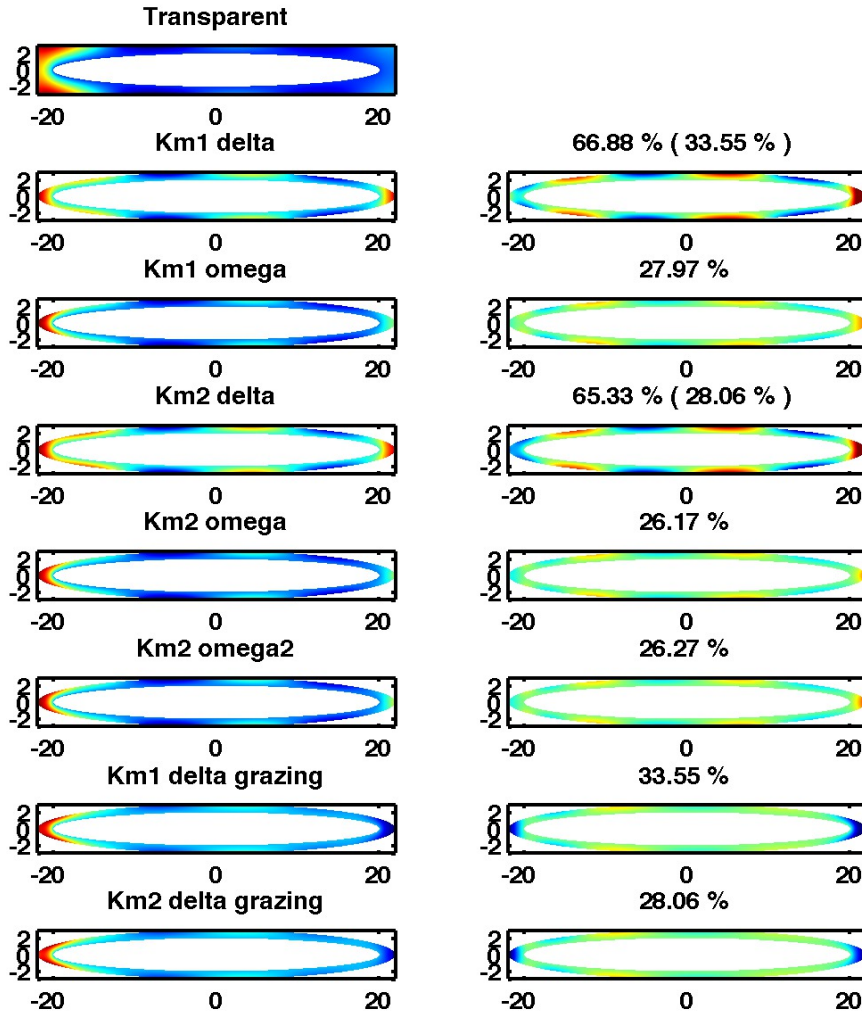 Transparent
2
0
-2
-20 0 20
Km1 delta 66.88 % ( 33.55 % )
2 2
0 0
-2 -2
-20 0 20 -20 0 20
Km1 omega 27.97 %
2 2
0 0
-2 -2
-20 0 20 -20 0 20
Km2 delta 65.33 % ( 28.06 % )
2 2
0 0
-2 -2
-20 0 20 -20 0 20
Km2 omega 26.17 %
2 2
0 0
-2 -2
-20 0 20 -20 0 20
Km2 omega2 26.27 %
2 2
0 0
-2 -2
-20 0 20 -20 0 20
Km1 delta grazing 33.55 %
2 2
0 0
-2 -2
-20 0 20 -20 0 20
Km2 delta grazing 28.06 %
2 2
0 0
-2 -2
-20 0 20 -20 0 20